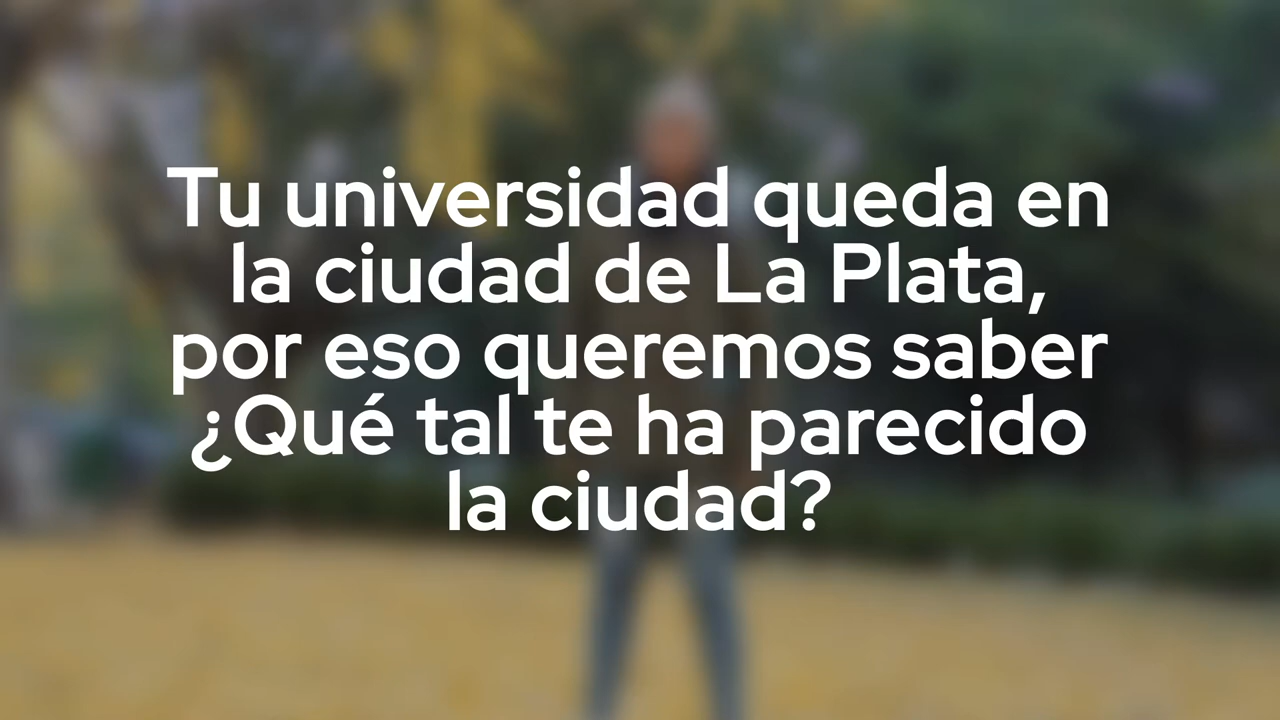 Tu universidad queda en
la ciudad de La Plata,
por eso queremos saber
¿Qué tal te ha parecido
la ciudad?